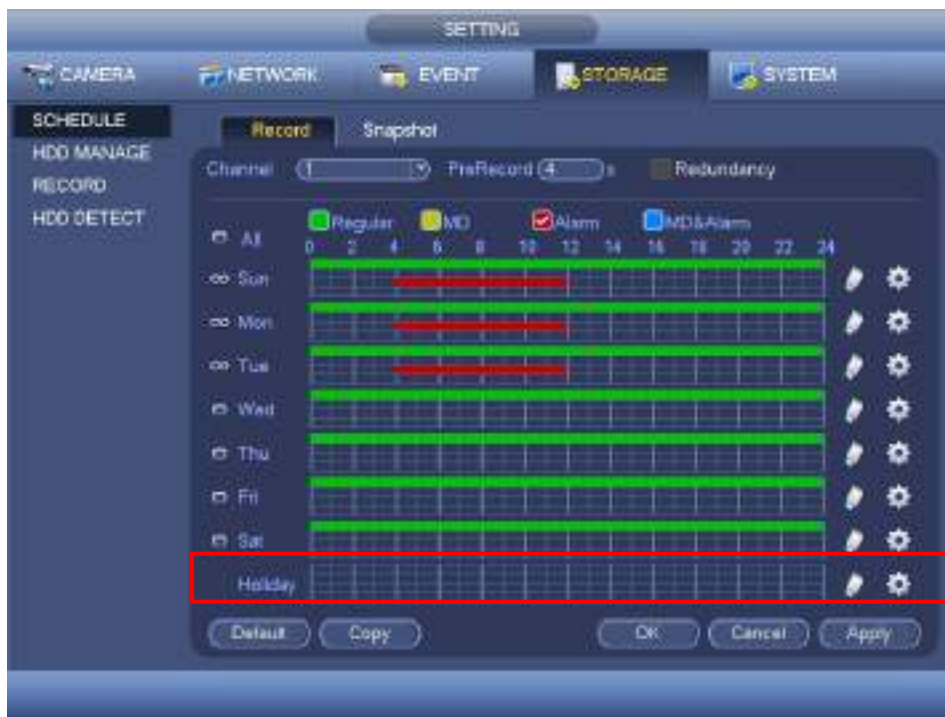 SETTING
CAMERA NETWORK EVENT STORAGE SYSTEM
SCHEDULE
HDD MANAGE
RECORD
HDD DETECT
Record Snapshot
Channel 1 PreRecord 4 s Redundancy
Regular MD Alarm MD&Alarm
All 0 2 4 6 8 10 12 14 16 18 20 22 24
Sun
Mon
Tue
Wed
Thu
Fri
Sat
Holiday
Default Copy OK Cancel Apply